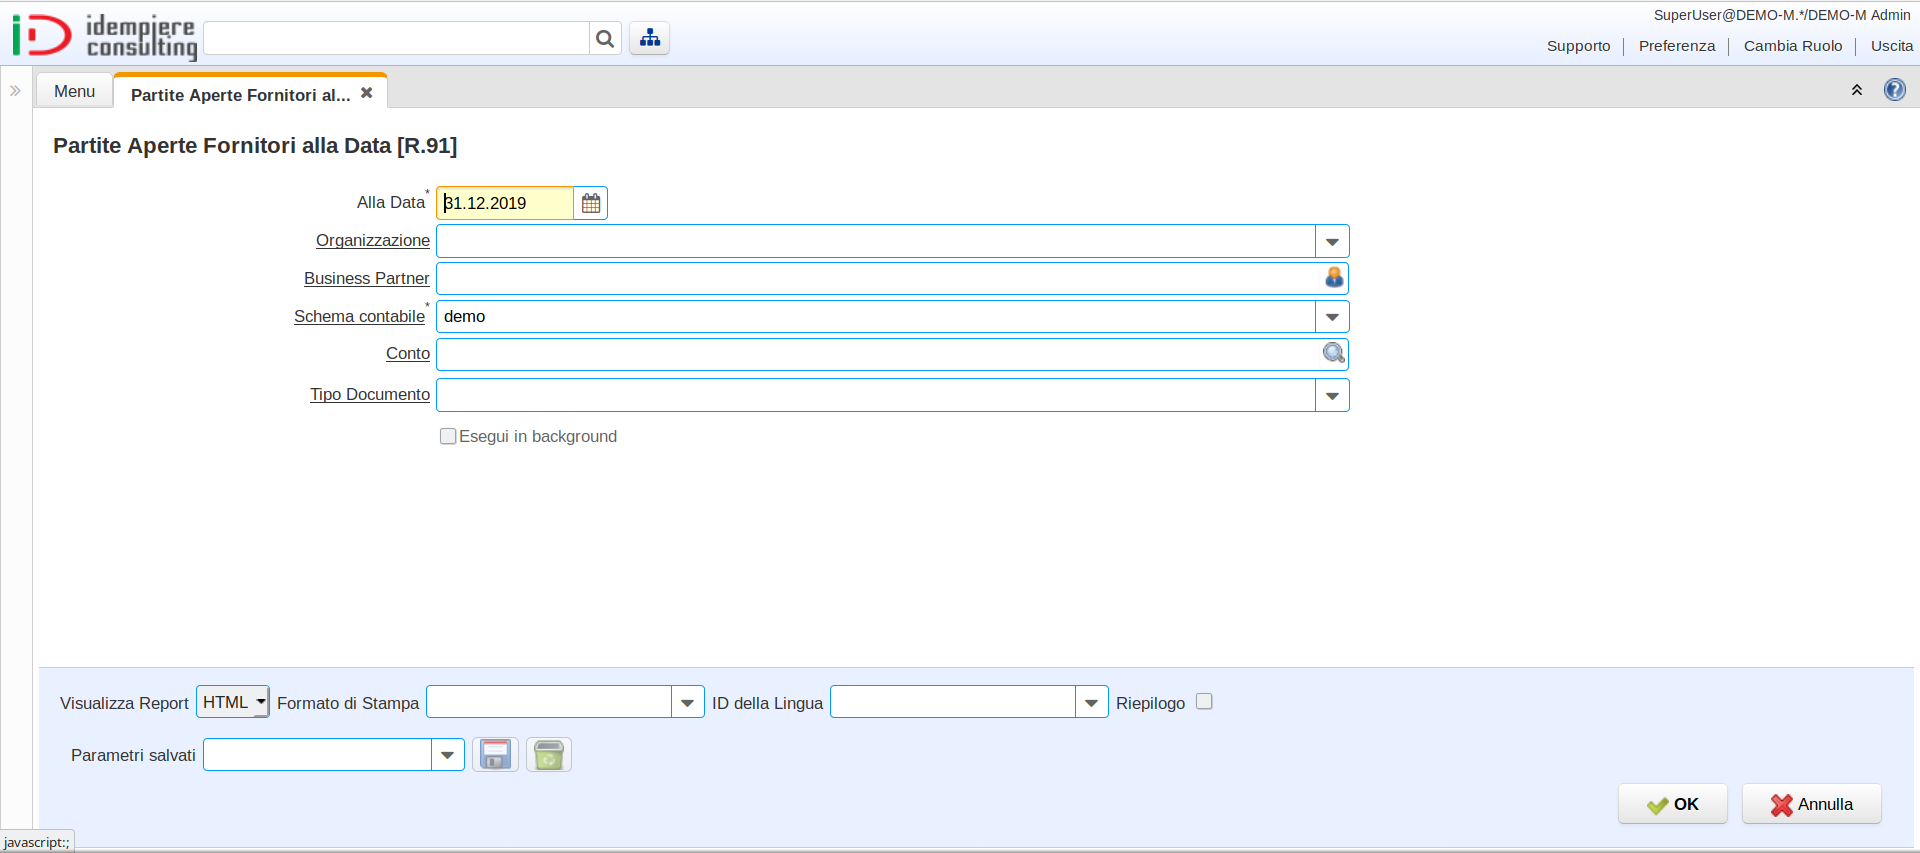 SuperUser@DEMO-M.*/DEMO-M Admin
idempiere
consulting
Supporto Preferenza Cambia Ruolo Uscita
Menu Partite Aperte Fornitori al...
Partite Aperte Fornitori alla Data [R.91]
Alla Data* 31.12.2019
Organizzazione
Business Partner
Schema contabile* demo
Conto
Tipo Documento
Esegui in background
Visualizza Report HTML Formato di Stampa ID della Lingua Riepilogo
Parametri salvati
OK Annulla
javascript:;